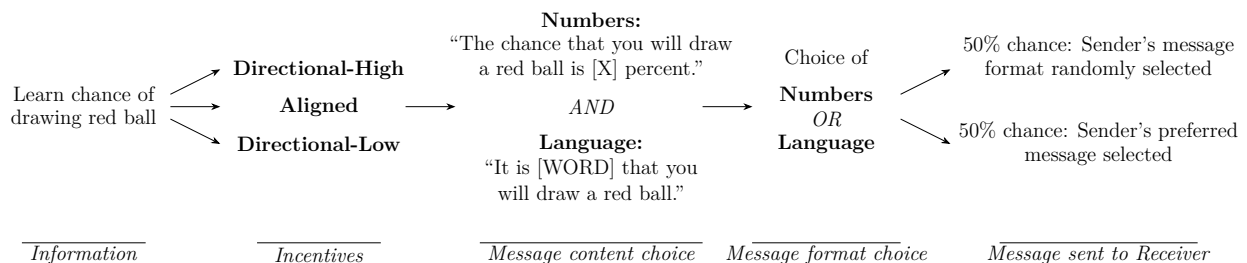 Learn chance of
drawing red ball
Directional-High
Aligned
Directional-Low
Numbers:
“The chance that you will draw
a red ball is [X] percent.”
AND
Language:
“It is [WORD] that you
will draw a red ball.”
Choice of
Numbers
OR
Language
50% chance: Sender’s message
format randomly selected
50% chance: Sender’s preferred
message selected
Information
Incentives
Message content choice
Message format choice
Message sent to Receiver